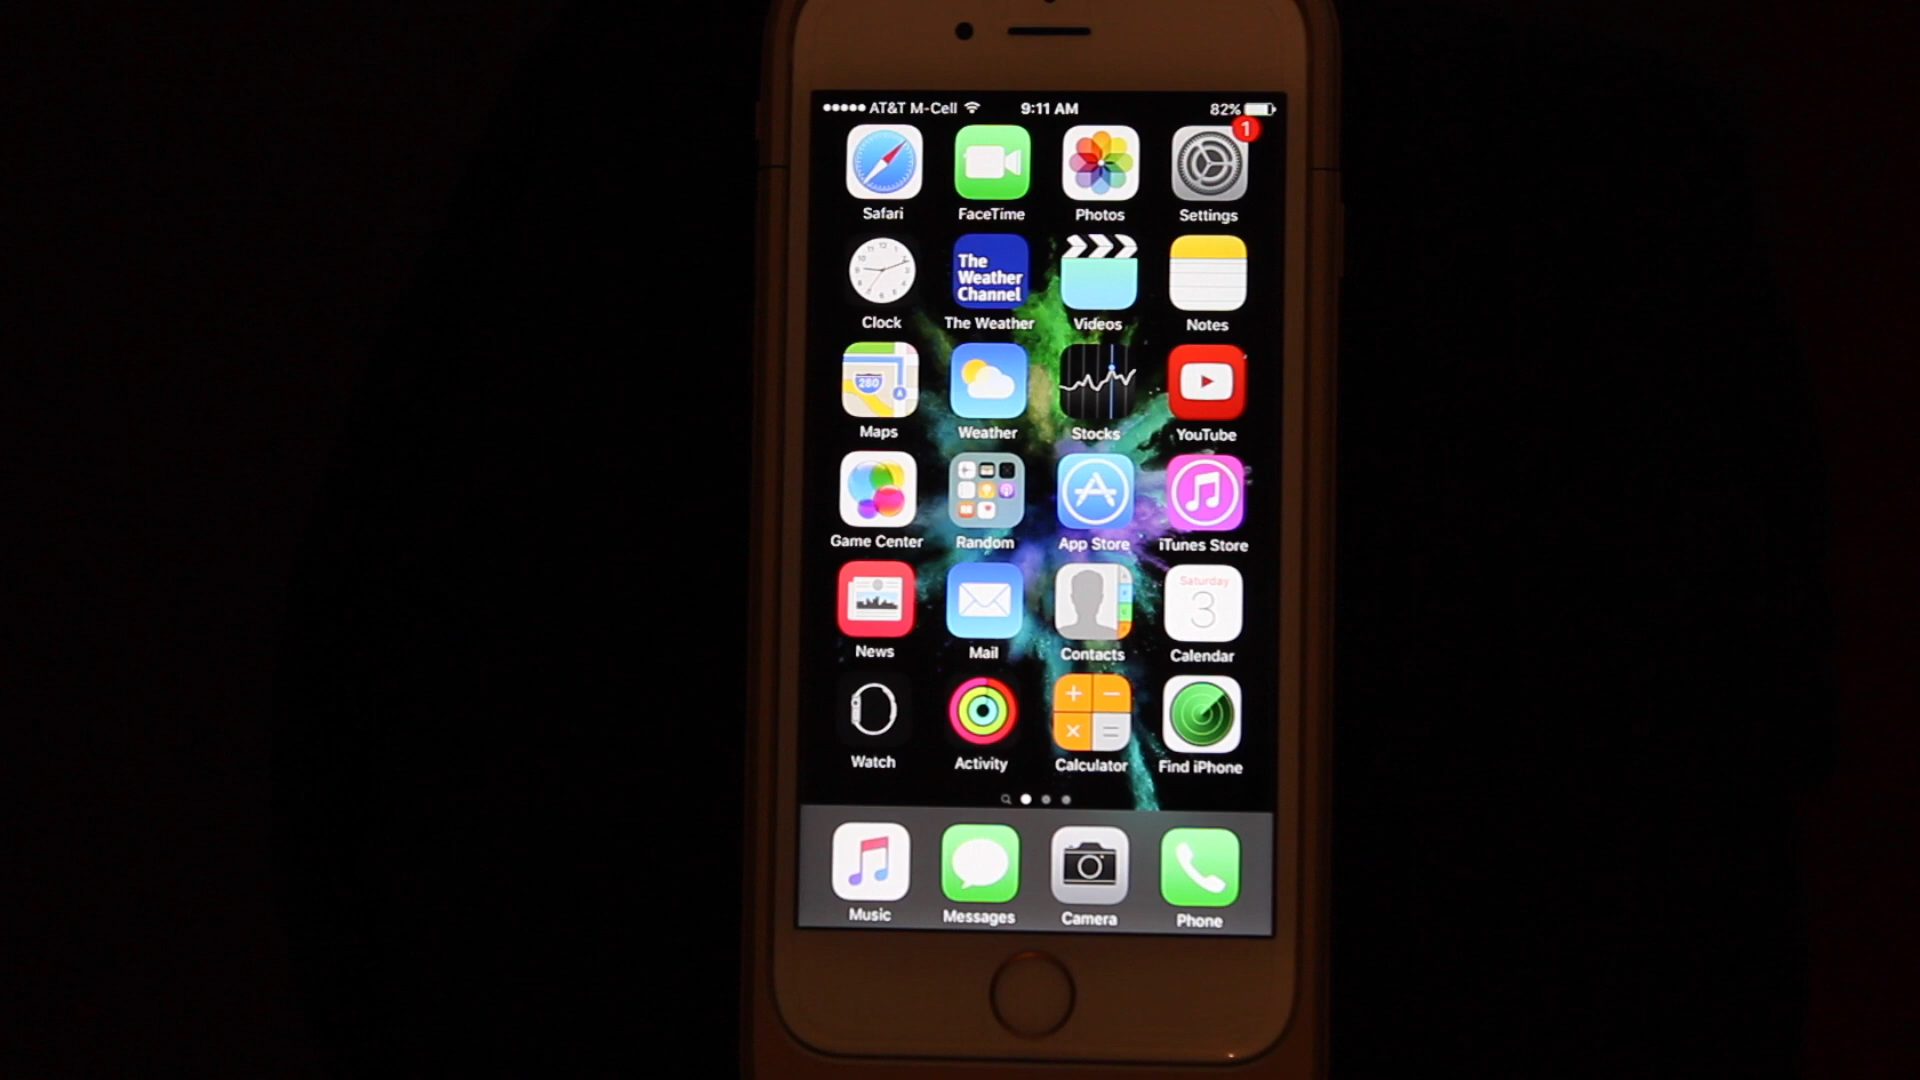 AT&T M-Cell 9:11 AM 82%
1
Safari FaceTime Photos Settings
The
Weather
Channel
Clock The Weather Videos Notes
280
Maps Weather Stocks YouTube
Game Center Random App Store iTunes Store
Saturday
3
News Mail Contacts Calendar
Watch Activity Calculator Find iPhone
Music Messages Camera Phone